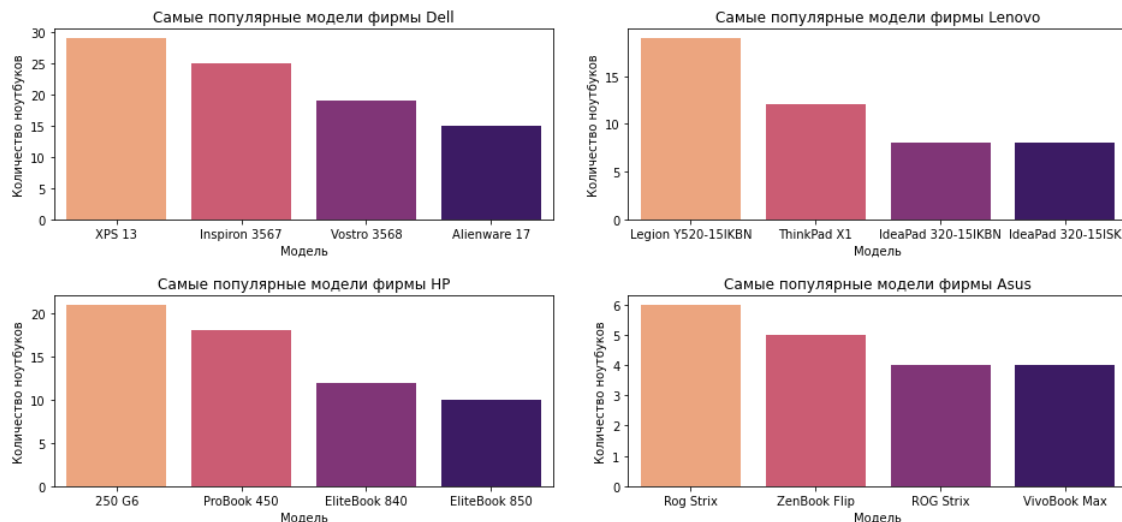 Самые популярные модели фирмы Dell
Количество ноутбуков
30
25
20
15
10
5
0
XPS 13 Inspiron 3567 Vostro 3568 Alienware 17
Модель
Самые популярные модели фирмы Lenovo
Количество ноутбуков
15
10
5
0
Legion Y520-15IKBN ThinkPad X1 IdeaPad 320-15IKBN IdeaPad 320-15ISK
Модель
Самые популярные модели фирмы HP
Количество ноутбуков
20
15
10
5
0
250 G6 ProBook 450 EliteBook 840 EliteBook 850
Модель
Самые популярные модели фирмы Asus
Количество ноутбуков
6
5
4
3
2
1
0
Rog Strix ZenBook Flip ROG Strix VivoBook Max
Модель